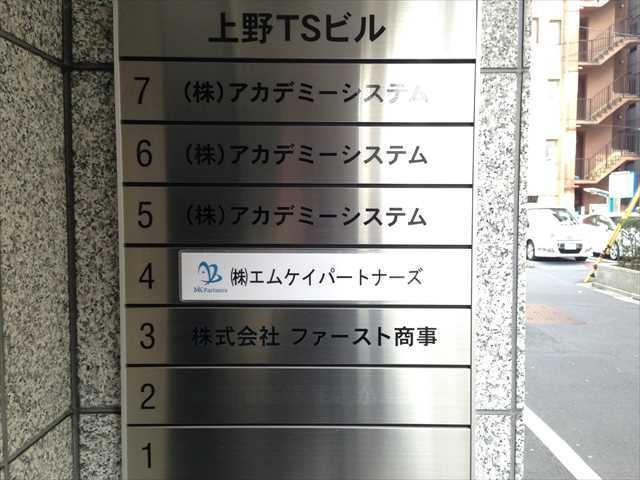 上野TSビル
7 (株)アカデミーシステム
6 (株)アカデミーシステム
5 (株)アカデミーシステム
4 MK Partners ㈱エムケイパートナーズ
3 株式会社 ファースト商事
2
1